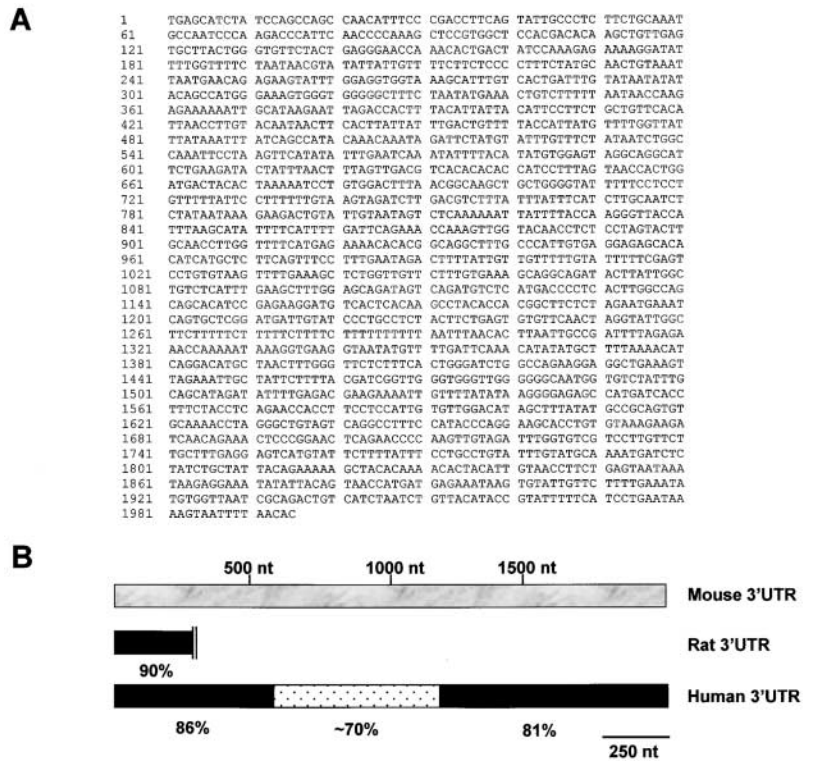 A
1 TGAGCATCTA TCCAGCCAGC CAACATTTCC CGACCTTCAG TATTGCCCTC TTCTGCAAAT
61 GCCAATCCCA AGACCCATTC AACCCCAAAG CTCCGTGGCT CCACGACACA AGCTGTTGAG
121 TGCTTACTGG GTGTTCTACT GAGGGAACCA AACACTGACT ATCCAAAGAG AAAAGGATAT
181 TTTGGTTTTC TAATAACGTA TATTATTGTT TTCTTCTCCC CTTTCTATGC AACTGTAAAT
241 TAATGAACAG AGAAGTATTT GGAGGTGGTA AAGCATTTGT CACTGATTTG TATAATATAT
301 ACAGCCATGG GAAAGTGGGT GGGGGCTTTC TAATATGAAA CTGTCTTTTT AATAACCAAG
361 AGAAAAAATT GCATAAGAAT TAGACCACTT TACATTATTA CATTCCTTCT GCTGTTCACA
421 TTAACCTTGT ACAATAACTT CACTTATTAT TTGACTGTTT TACCATTATG TTTTGGTTAT
481 TTATAAATTT ATCAGCCATA CAAACAAATA GATTCTATGT ATTTGTTTCT ATAATCTGGC
541 CAAATTCCTA AGTTCATATA TTTGAATCAA ATATTTTACA TATGTGGAGT AGGCAGGCAT
601 TCTGAAGATA CTATTTAACT TTAGTTGACGT CACACACACC ATCCTTTAG TAACCACTGG
661 ATGACTACAC TAAAAATCCT GTGGACTTTA ACGGCAAGCT GCTGGGGTAT TTTTCCTCCT
721 GTTTTTATTC CTTTTTTGTA AGTAGATCTT GACGTCTTTA TTTATTTCAT CTTGCAATCT
781 CTATAATAAA GAAGACTGTA TTGTAATAGT CTCAAAAAAT TATTTTACCA AGGGTTACCA
841 TTTAAGCATA TTTTCATTTT GATTCAGAAA CCAAAGTTGG TACAACCTCT CCTAGTACTT
901 GCAACCTTGG TTTTCATGAG AAAACACACG GCAGGCTTTG CCCATTGTGA GGAGAGCACA
961 CATCATGCTC TTCAGTTTCC TTTGAATAGA CTTTTATTGT TGTTTTTGTA TTTTTCGAGT
1021 CCTGTGTAAG TTTTGAAAGC TCTGGTTGTT CTTTGTGAAA GCAGGCAGAT ACTTATTGGC
1081 TGTCTCATTT GAAGCTTTGG AGCAGATAGT CAGATGTCTC ATGACCCCTC ACTTGGCCAG
1141 CAGCACATCC GAGAAGGATG TCACTCACAA GCCTACACCA CGGCTTCTCT AGAATGAAAT
1201 CAGTGCTCGG ATGATTGTAT CCCTGCCTCT ACTTCTGAGT GTGTTCAACT AGGTATTGGC
1261 TTCTTTTTCT TTTTCTTTTC TTTTTTTTTT AATTTAACAC TTAATTGCCG ATTTTAGAGA
1321 AACCAAAAAT AAAGGTGAAG GTAATATGTT TTGATTCAAA CATATATGCT TTTAAAACAT
1381 CAGGACATGC TAACTTTGGG TTCTCTTTCA CTGGGATCTG GCCAGAAGGA GGCTGAAAGT
1441 TAGAAATTGC TATTCTTTTA CGATCGGTTG GGTGGGTTGG GGGGCAATGG TGTCTATTTG
1501 CAGCATAGAT ATTTTGAGAC GAAGAAAATT GTTTTATATA AGGGGAGAGC CATGATCACC
1561 TTTCTACCTC AGAACCACCT TCCTCCATTG TGTTGGACAT AGCTTTATAT GCCGCAGTGT
1621 GCAAAACCTA GGGCTGTAGT CAGGCCTTTC CATACCCAGG AAGCACCTGT GTAAAGAAGA
1681 TCAACAGAAA CTCCCGGAAC TCAGAACCCC AAGTTGTAGA TTTGGTGTCG TCCTTGTTCT
1741 TGCTTTGAGG AGTCATGTAT TCTTTTATTT CCTGCCTGTA TTTGTATGCA AAATGATCTC
1801 TATCTGCTAT TACAGAAAAA GCTACACAAA ACACTACATT GTAACCTTCT GAGTAATAAA
1861 TAAGAGGAAA TATATTACAG TAACCATGAT GAGAAATAAG TGTATTGTTC TTTTGAAATA
1921 TGTGGTTAAT CGCAGACTGT CATCTAATCT GTTACATACC GTATTTTTCA TCCTGAATAA
1981 AAGTAATTTT AACAC
B
500 nt 1000 nt 1500 nt
Mouse 3'UTR
Rat 3'UTR
90%
Human 3'UTR
86% ~70% 81%
250 nt